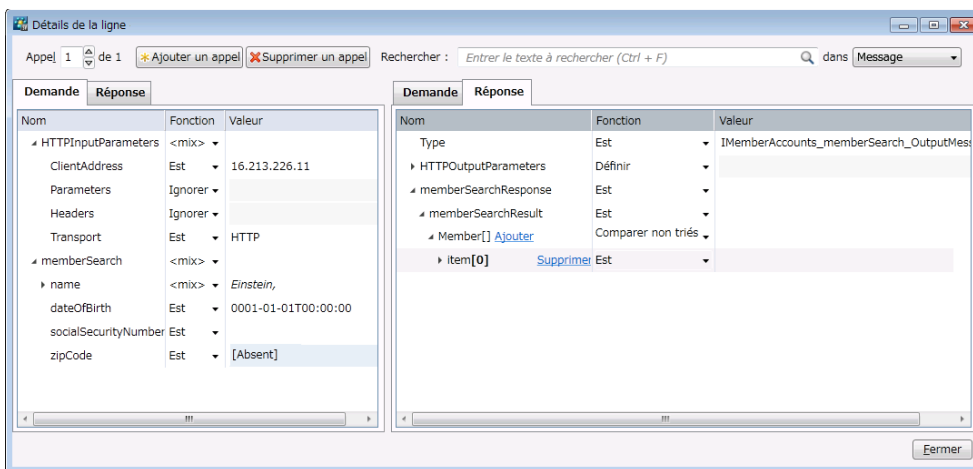 Détails de la ligne
Appel 1 de 1 Ajouter un appel Supprimer un appel Rechercher : Entrer le texte à rechercher (Ctrl + F) dans Message
Demande Réponse
Nom Fonction Valeur
HTTPInputParameters <mix>
ClientAddress Est 16.213.226.11
Parameters Ignorer
Headers Ignorer
Transport Est HTTP
memberSearch <mix>
name <mix> Einstein,
dateOfBirth Est 0001-01-01T00:00:00
socialSecurityNumber Est
zipCode Est [Absent]
Demande Réponse
Nom Fonction Valeur
Type Est IMemberAccounts_memberSearch_OutputMess
HTTPOutputParameters Définir
memberSearchResponse Est
memberSearchResult Est
Member[] Ajouter Comparer non triés
item[0] Supprimer Est
Fermer